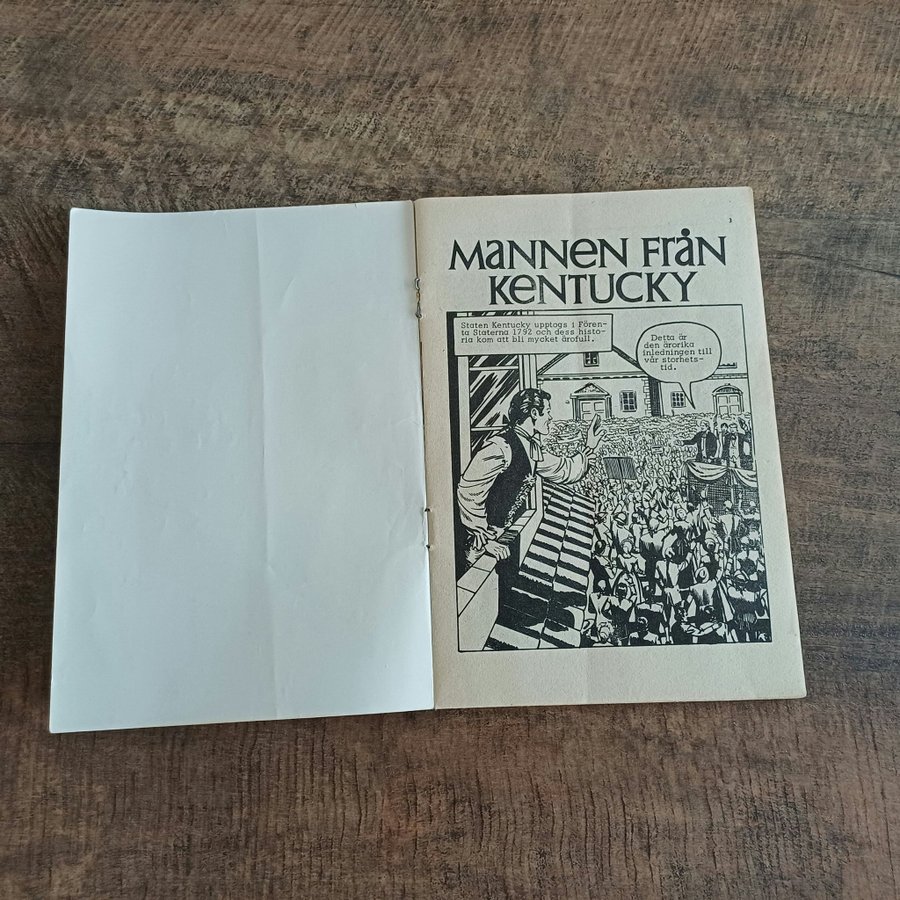 3
MANNEN FRÅN
KENTUCKY
Staten Kentucky upptogs i Fören-
ta Staterna 1792 och dess histo-
ria kom att bli mycket ärofull.
Detta är
den ärorika
inledningen till
vår storhets-
tid.